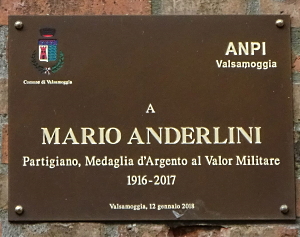 ANPI
Valsamoggia
Comune di Valsamoggia
A
MARIO ANDERLINI
Partigiano, Medaglia d'Argento al Valor Militare
1916-2017
Valsamoggia, 12 gennaio 2018